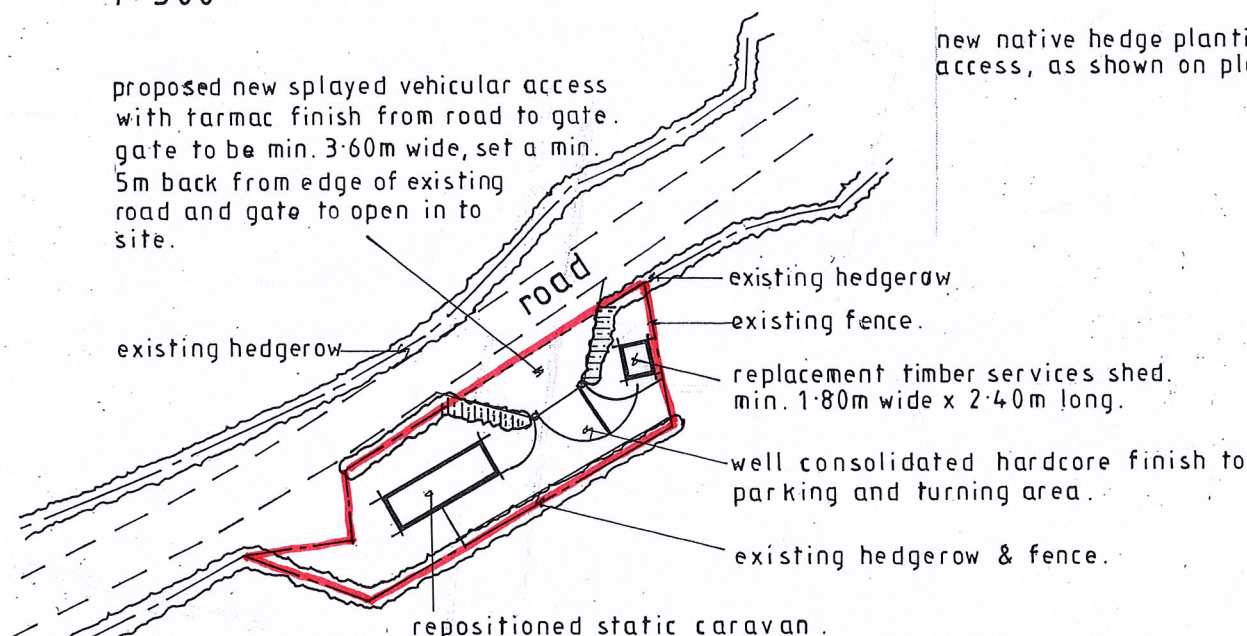 1:500
proposed new splayed vehicular access
with tarmac finish from road to gate.
gate to be min. 3·60m wide, set a min.
5m back from edge of existing
road and gate to open in to
site.
new native hedge planti
access, as shown on pl
road
existing hedgerow
existing hedgerow
existing fence.
replacement timber services shed.
min. 1·80m wide x 2·40m long.
well consolidated hardcore finish to
parking and turning area.
existing hedgerow & fence.
repositioned static caravan.